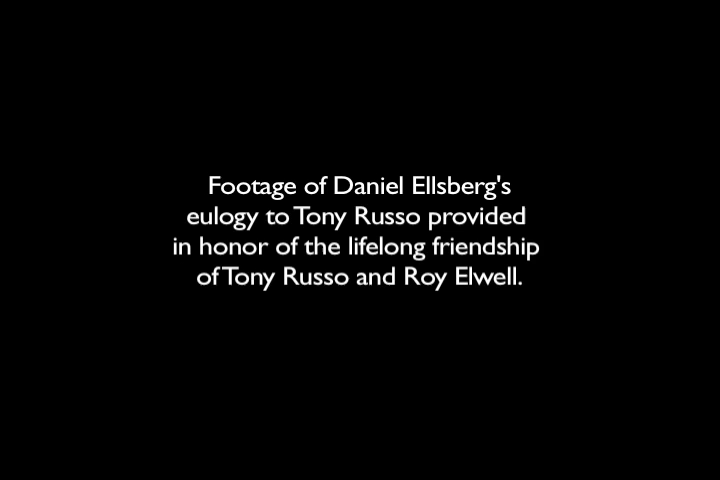 Footage of Daniel Ellsberg's
eulogy to Tony Russo provided
in honor of the lifelong friendship
of Tony Russo and Roy Elwell.